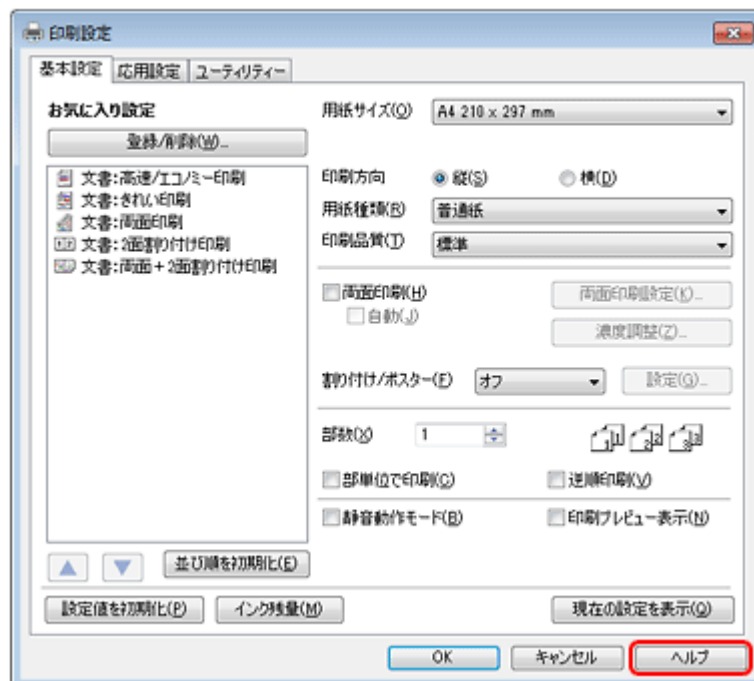 印刷設定
基本設定 応用設定 ユーティリティー
お気に入り設定
登録/削除(W)...
文書:高速/エコノミー印刷
文書:きれい印刷
文書:両面印刷
文書:2面割り付け印刷
文書:両面+2面割り付け印刷
並び順を初期化(E)
用紙サイズ(O) A4 210 x 297 mm
印刷方向 縦(S) 横(D)
用紙種類(R) 普通紙
印刷品質(T) 標準
両面印刷(H) 両面印刷設定(K)...
自動(J)
濃度調整(Z)...
割り付け/ポスター(F) オフ 設定(G)...
部数(X) 1 1 1 2 2 3 3
部単位で印刷(C) 逆順印刷(V)
静音動作モード(B) 印刷プレビュー表示(N)
設定値を初期化(P) インク残量(M) 現在の設定を表示(Q)
OK キャンセル ヘルプ